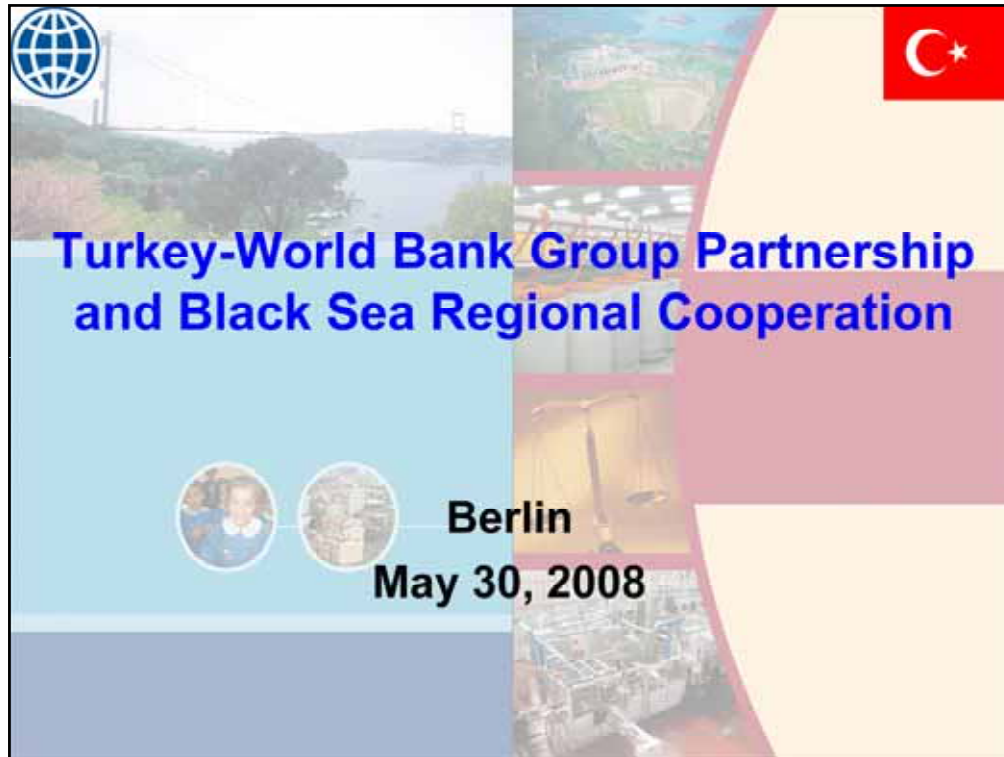 Turkey-World Bank Group Partnership
and Black Sea Regional Cooperation
Berlin
May 30, 2008